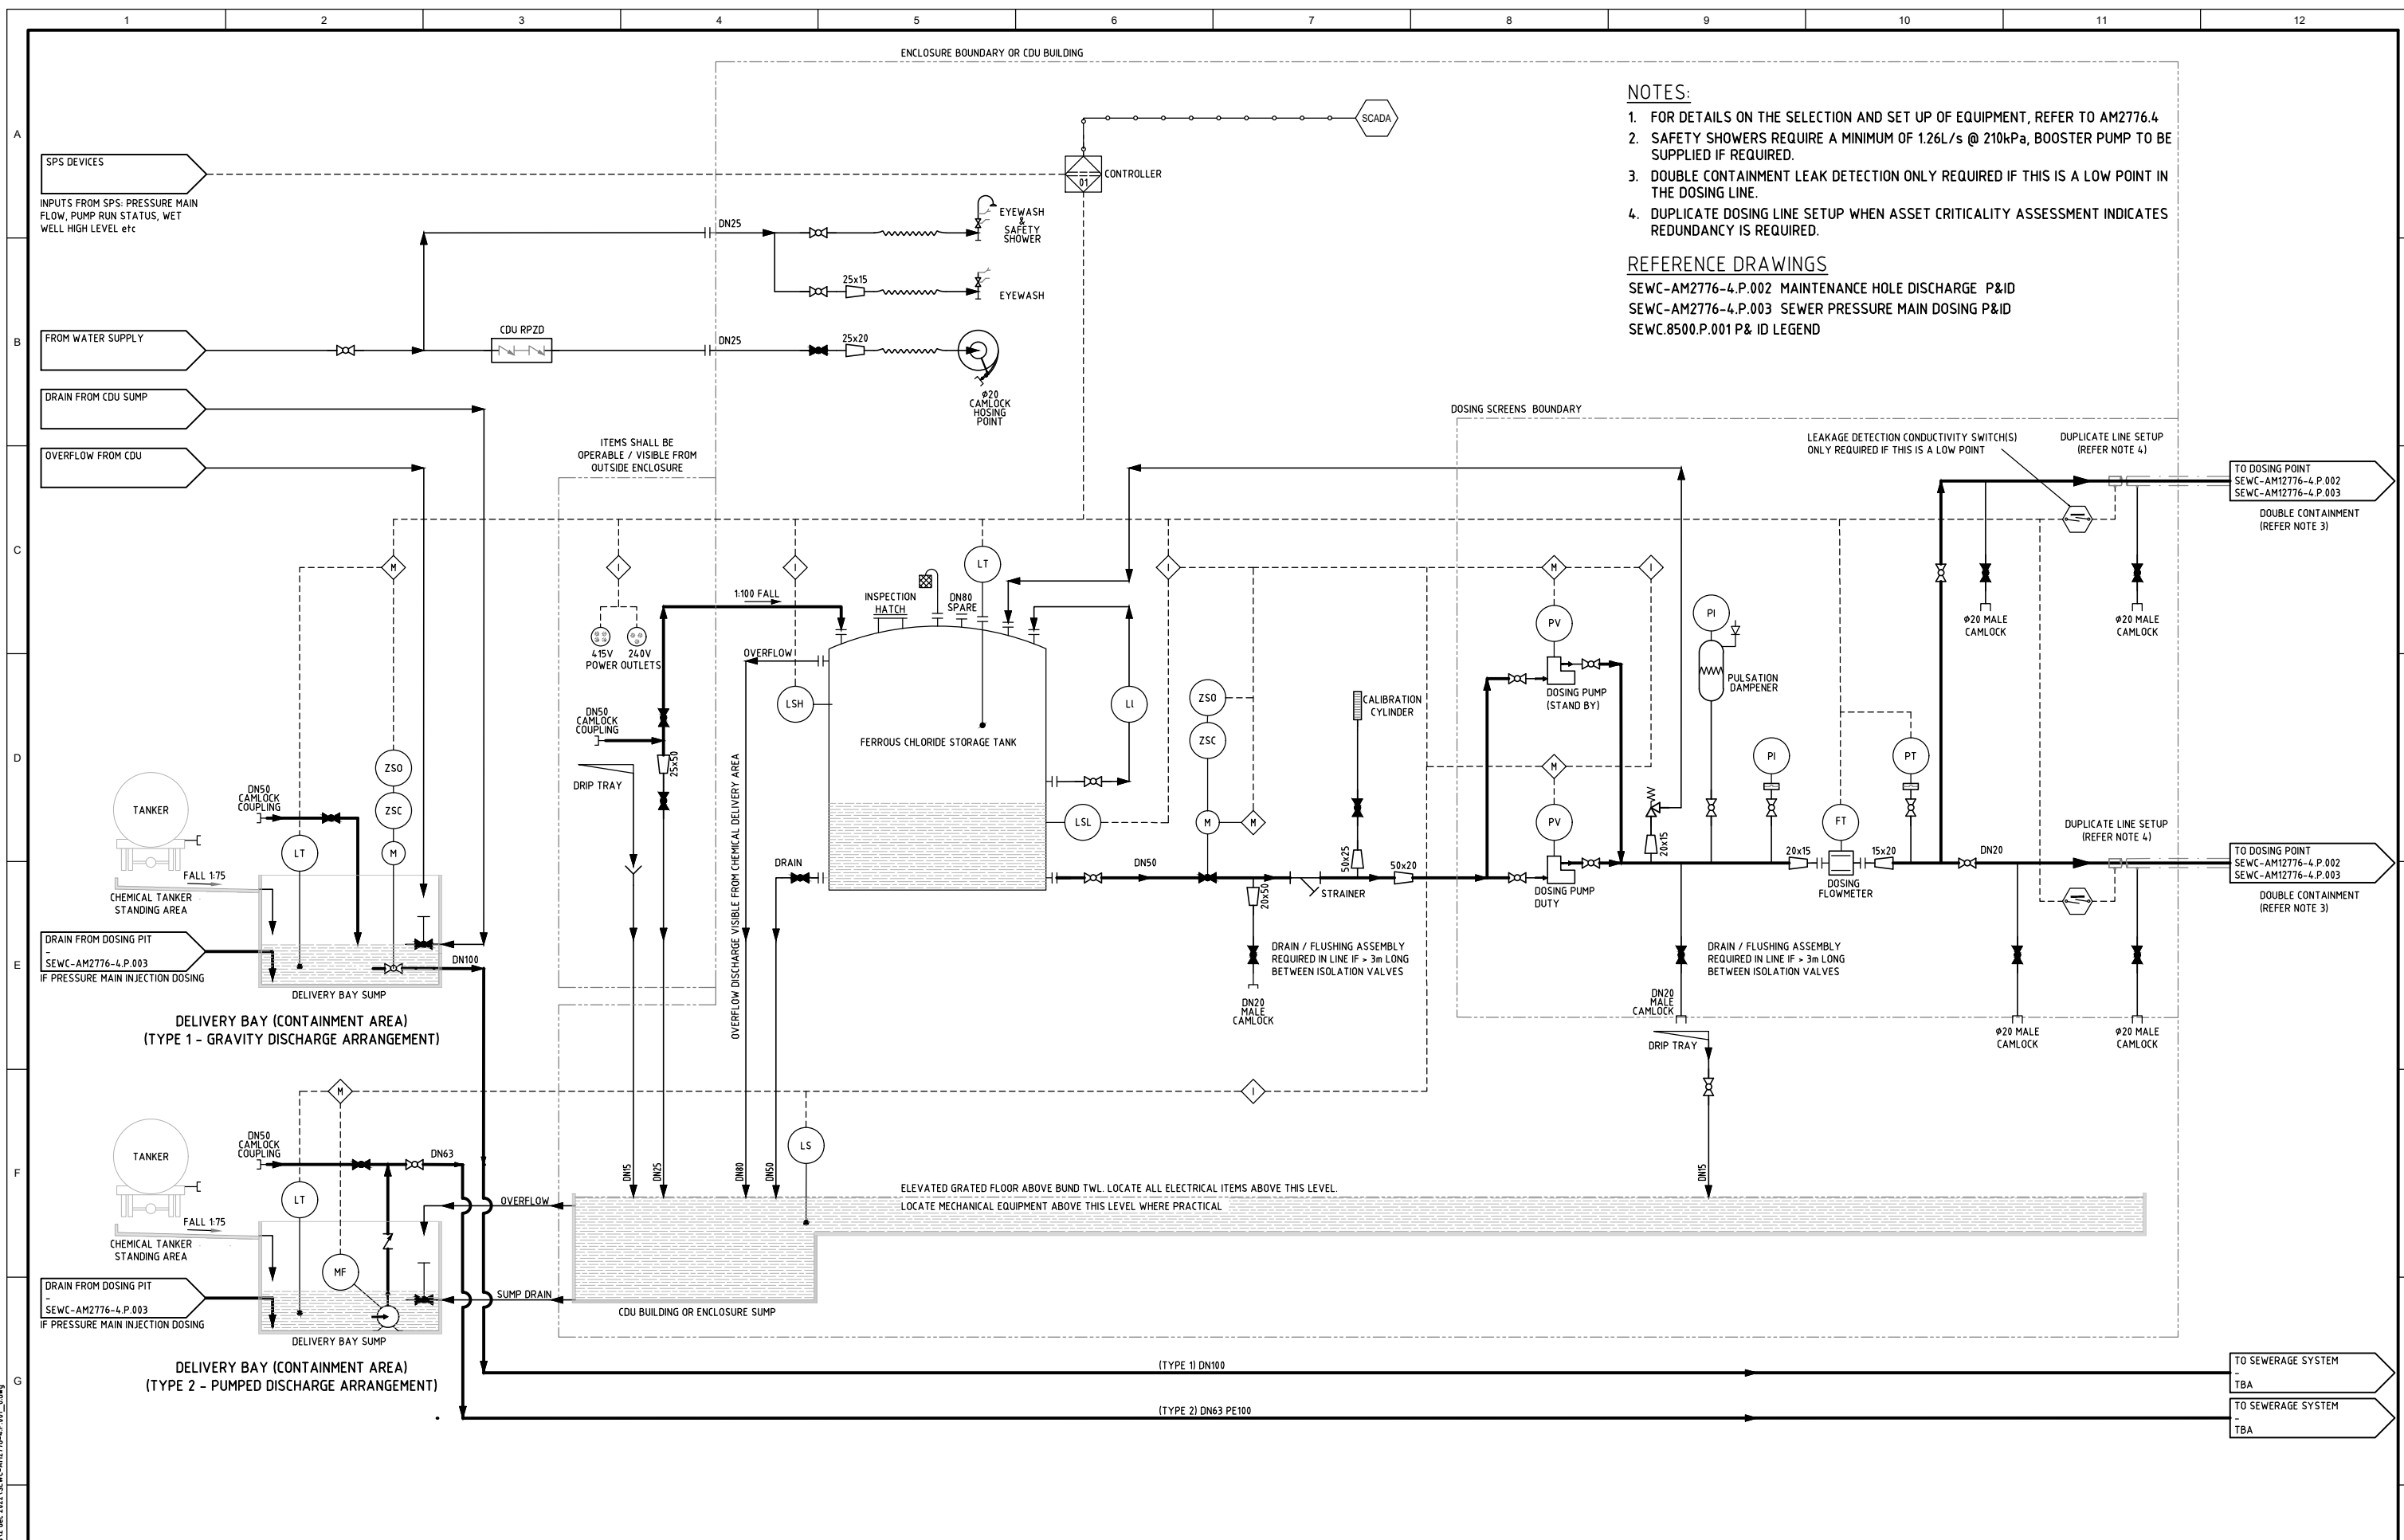 1 2 3 4 5 6 7 8 9 10 11 12
A
B
C
D
E
F
G
ENCLOSURE BOUNDARY OR CDU BUILDING
SCADA
01
CONTROLLER
SPS DEVICES
INPUTS FROM SPS: PRESSURE MAIN
FLOW, PUMP RUN STATUS, WET
WELL HIGH LEVEL etc
DN25
EYEWASH
&
SAFETY
SHOWER
25x15
EYEWASH
FROM WATER SUPPLY
CDU RPZD
DN25
25x20
Ø20
CAMLOCK
HOSING
POINT
DRAIN FROM CDU SUMP
OVERFLOW FROM CDU
NOTES:
1. FOR DETAILS ON THE SELECTION AND SET UP OF EQUIPMENT, REFER TO AM2776.4
2. SAFETY SHOWERS REQUIRE A MINIMUM OF 1.26L/s @ 210kPa, BOOSTER PUMP TO BE
SUPPLIED IF REQUIRED.
3. DOUBLE CONTAINMENT LEAK DETECTION ONLY REQUIRED IF THIS IS A LOW POINT IN
THE DOSING LINE.
4. DUPLICATE DOSING LINE SETUP WHEN ASSET CRITICALITY ASSESSMENT INDICATES
REDUNDANCY IS REQUIRED.
REFERENCE DRAWINGS
SEWC-AM2776-4.P.002 MAINTENANCE HOLE DISCHARGE P&ID
SEWC-AM2776-4.P.003 SEWER PRESSURE MAIN DOSING P&ID
SEWC.8500.P.001 P& ID LEGEND
DOSING SCREENS BOUNDARY
LEAKAGE DETECTION CONDUCTIVITY SWITCH(S)
ONLY REQUIRED IF THIS IS A LOW POINT
DUPLICATE LINE SETUP
(REFER NOTE 4)
TO DOSING POINT
SEWC-AM12776-4.P.002
SEWC-AM12776-4.P.003
DOUBLE CONTAINMENT
(REFER NOTE 3)
ITEMS SHALL BE
OPERABLE / VISIBLE FROM
OUTSIDE ENCLOSURE
M
I
I
LT
I
M
I
1:100 FALL
INSPECTION
HATCH
DN80
SPARE
415V
240V
POWER OUTLETS
OVERFLOW
LSH
LI
PV
DOSING PUMP
(STAND BY)
PI
PULSATION
DAMPENER
Ø20 MALE
CAMLOCK
Ø20 MALE
CAMLOCK
DN50
CAMLOCK
COUPLING
25x50
DRIP TRAY
OVERFLOW DISCHARGE VISIBLE FROM CHEMICAL DELIVERY AREA
FERROUS CHLORIDE STORAGE TANK
ZSO
ZSC
CALIBRATION
CYLINDER
M
PI
PT
ZSO
ZSC
M
TANKER
DN50
CAMLOCK
COUPLING
LT
LSL
M
M
PV
FT
FALL 1:75
CHEMICAL TANKER
STANDING AREA
DRAIN
DN50
20x50
STRAINER
50x25
50x20
DOSING PUMP
DUTY
20x15
20x15
DOSING
FLOWMETER
15x20
DN20
DUPLICATE LINE SETUP
(REFER NOTE 4)
TO DOSING POINT
SEWC-AM12776-4.P.002
SEWC-AM12776-4.P.003
DOUBLE CONTAINMENT
(REFER NOTE 3)
DRAIN FROM DOSING PIT
-
SEWC-AM2776-4.P.003
IF PRESSURE MAIN INJECTION DOSING
DN100
DELIVERY BAY SUMP
DELIVERY BAY (CONTAINMENT AREA)
(TYPE 1 - GRAVITY DISCHARGE ARRANGEMENT)
DRAIN / FLUSHING ASSEMBLY
REQUIRED IN LINE IF > 3m LONG
BETWEEN ISOLATION VALVES
DN20
MALE
CAMLOCK
DRAIN / FLUSHING ASSEMBLY
REQUIRED IN LINE IF > 3m LONG
BETWEEN ISOLATION VALVES
DN20
MALE
CAMLOCK
DRIP TRAY
Ø20 MALE
CAMLOCK
Ø20 MALE
CAMLOCK
M
I
TANKER
DN50
CAMLOCK
COUPLING
DN63
LT
LS
DN15
DN25
DN80
DN50
DN15
FALL 1:75
CHEMICAL TANKER
STANDING AREA
MF
OVERFLOW
ELEVATED GRATED FLOOR ABOVE BUND TWL. LOCATE ALL ELECTRICAL ITEMS ABOVE THIS LEVEL.
LOCATE MECHANICAL EQUIPMENT ABOVE THIS LEVEL WHERE PRACTICAL
DRAIN FROM DOSING PIT
-
SEWC-AM2776-4.P.003
IF PRESSURE MAIN INJECTION DOSING
SUMP DRAIN
CDU BUILDING OR ENCLOSURE SUMP
DELIVERY BAY SUMP
DELIVERY BAY (CONTAINMENT AREA)
(TYPE 2 - PUMPED DISCHARGE ARRANGEMENT)
(TYPE 1) DN100
TO SEWERAGE SYSTEM
-
TBA
(TYPE 2) DN63 PE100
TO SEWERAGE SYSTEM
-
TBA